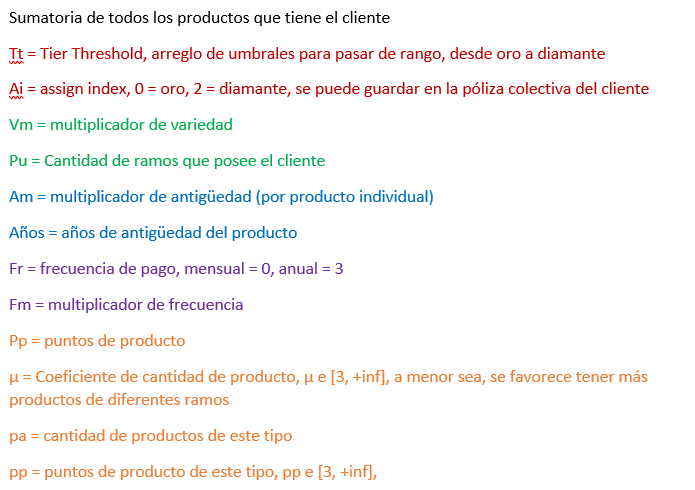 Sumatoria de todos los productos que tiene el cliente
Tt = Tier Threshold, arreglo de umbrales para pasar de rango, desde oro a diamante
Ai = assign index, 0 = oro, 2 = diamante, se puede guardar en la póliza colectiva del cliente
Vm = multiplicador de variedad
Pu = Cantidad de ramos que posee el cliente
Am = multiplicador de antigüedad (por producto individual)
Años = años de antigüedad del producto
Fr = frecuencia de pago, mensual = 0, anual = 3
Fm = multiplicador de frecuencia
Pp = puntos de producto
µ = Coeficiente de cantidad de producto, µ e [3, +inf], a menor sea, se favorece tener más
productos de diferentes ramos
pa = cantidad de productos de este tipo
pp = puntos de producto de este tipo, pp e [3, +inf],